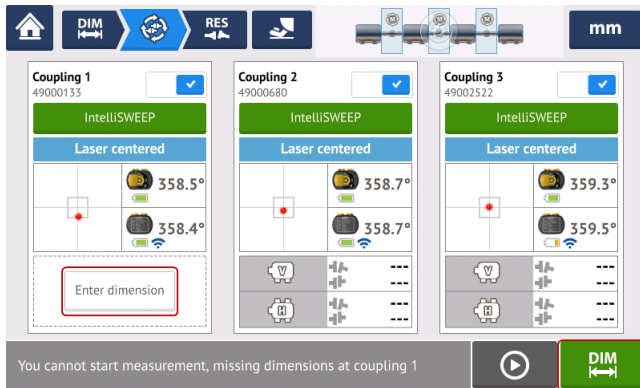 DIM
RES
mm
Coupling 1
49000133
IntelliSWEEP
Laser centered
358.5°
358.4°
Enter dimension
Coupling 2
49000680
IntelliSWEEP
Laser centered
358.7°
358.7°
V
---
---
H
---
---
Coupling 3
49002522
IntelliSWEEP
Laser centered
359.3°
359.5°
V
---
---
H
---
---
You cannot start measurement, missing dimensions at coupling 1
DIM